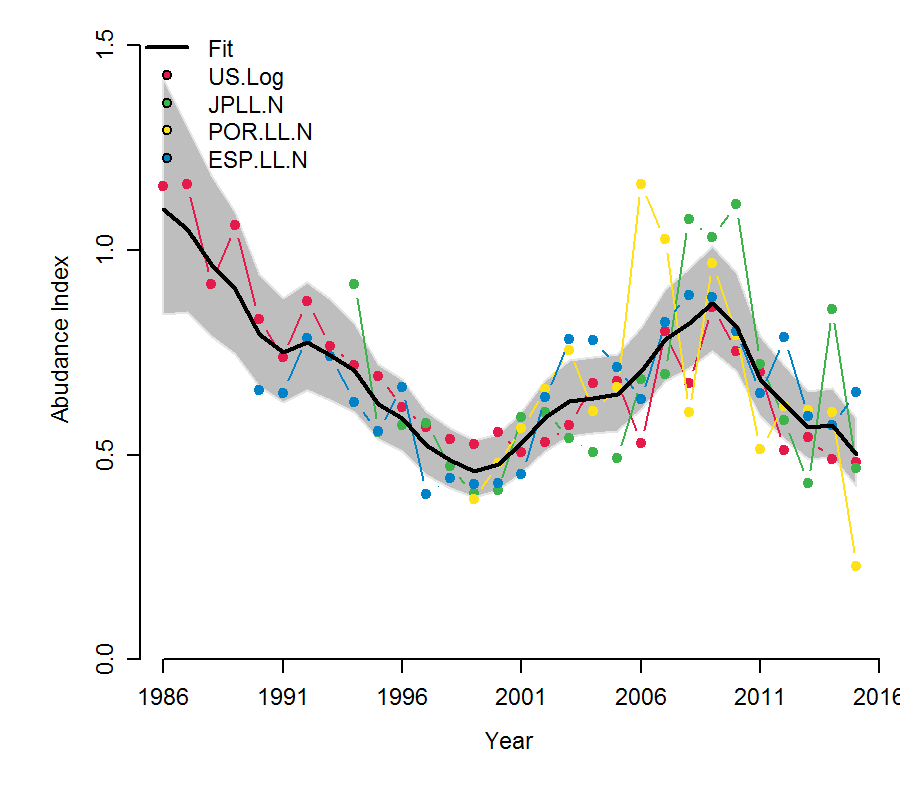 Fit
US.Log
JPLL.N
POR.LL.N
ESP.LL.N
Abudance Index
1.5
1.0
0.5
0.0
1986 1991 1996 2001 2006 2011 2016
Year